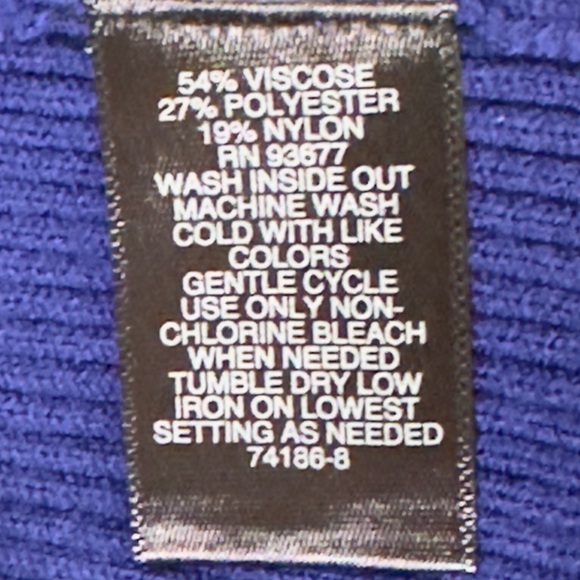 54% VISCOSE
27% POLYESTER
19% NYLON
RN 93677
WASH INSIDE OUT
MACHINE WASH
COLD WITH LIKE
COLORS
GENTLE CYCLE
USE ONLY NON-
CHLORINE BLEACH
WHEN NEEDED
TUMBLE DRY LOW
IRON ON LOWEST
SETTING AS NEEDED
74186-8